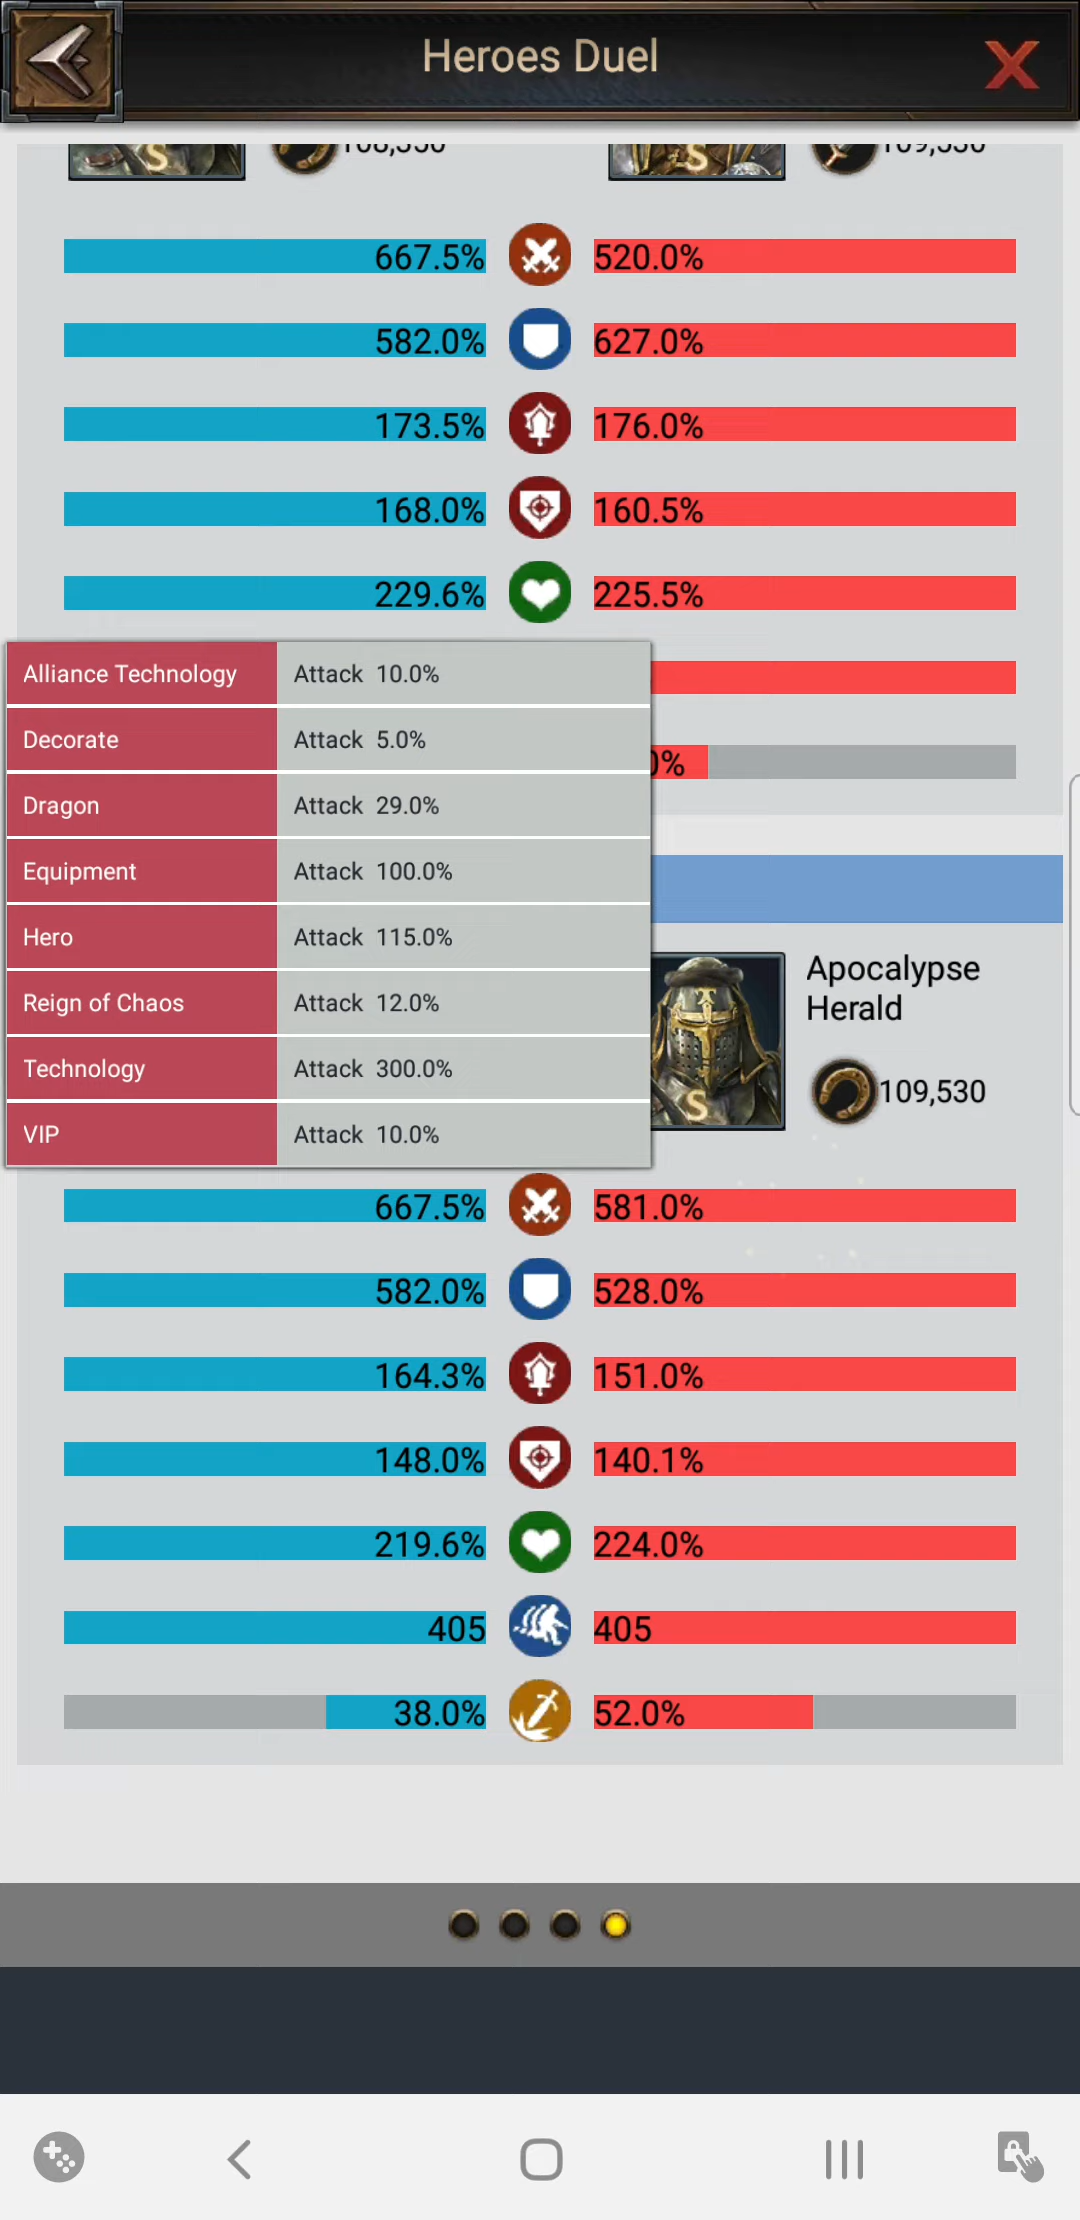 Heroes Duel
667.5% 520.0%
582.0% 627.0%
173.5% 176.0%
168.0% 160.5%
229.6% 225.5%
Alliance Technology Attack 10.0%
Decorate Attack 5.0%
0%
Dragon Attack 29.0%
Equipment Attack 100.0%
Hero Attack 115.0%
Reign of Chaos Attack 12.0%
Technology Attack 300.0%
VIP Attack 10.0%
Apocalypse
Herald
S
109,530
667.5% 581.0%
582.0% 528.0%
164.3% 151.0%
148.0% 140.1%
219.6% 224.0%
405 405
38.0% 52.0%